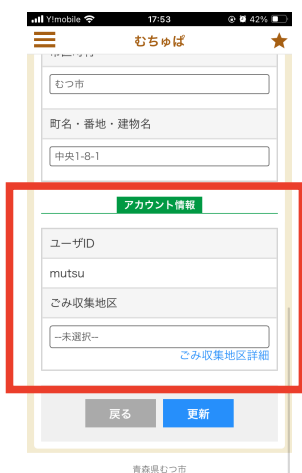 Y!mobile 17:53 42%
むちゅぱ
むつ市
町名・番地・建物名
中央1-8-1
アカウント情報
ユーザID
mutsu
ごみ収集地区
--未選択--
ごみ収集地区詳細
戻る 更新
青森県むつ市